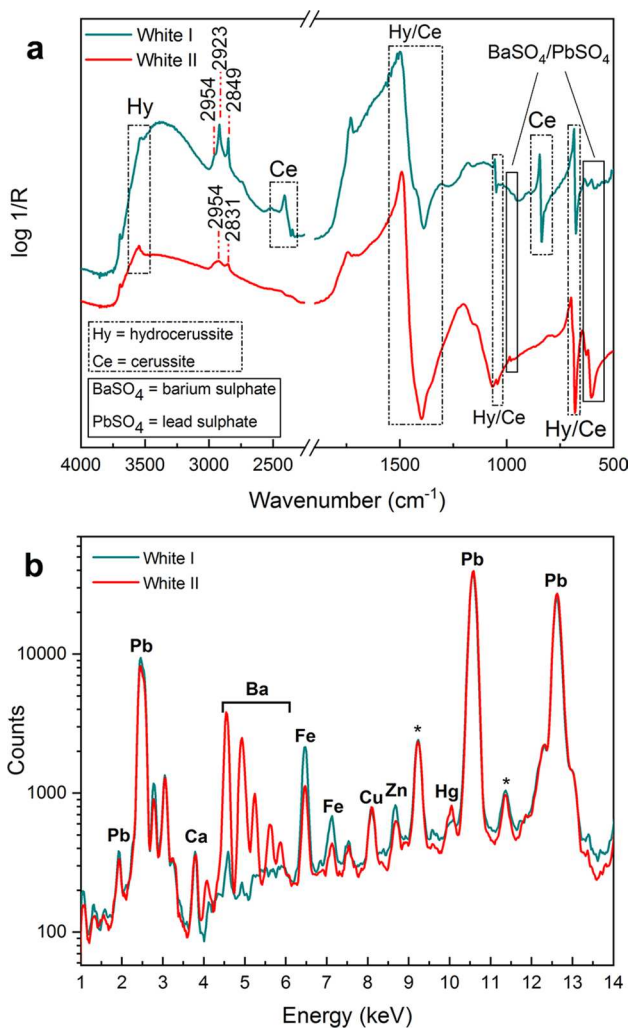 a
White I
White II
2954
2923
2849
Hy/Ce
BaSO₄/PbSO₄
Hy
Ce
Ce
2954
2831
log 1/R
Hy = hydrocerussite
Ce = cerussite
BaSO₄ = barium sulphate
PbSO₄ = lead sulphate
Hy/Ce
Hy/Ce
4000 3500 3000 2500 1500 1000 500
Wavenumber (cm⁻¹)
b
White I
White II
Pb
Pb
Pb
Ba
Fe
*
*
Pb
Ca
Fe
Cu
Zn
Hg
10000
1000
100
Counts
1 2 3 4 5 6 7 8 9 10 11 12 13 14
Energy (keV)